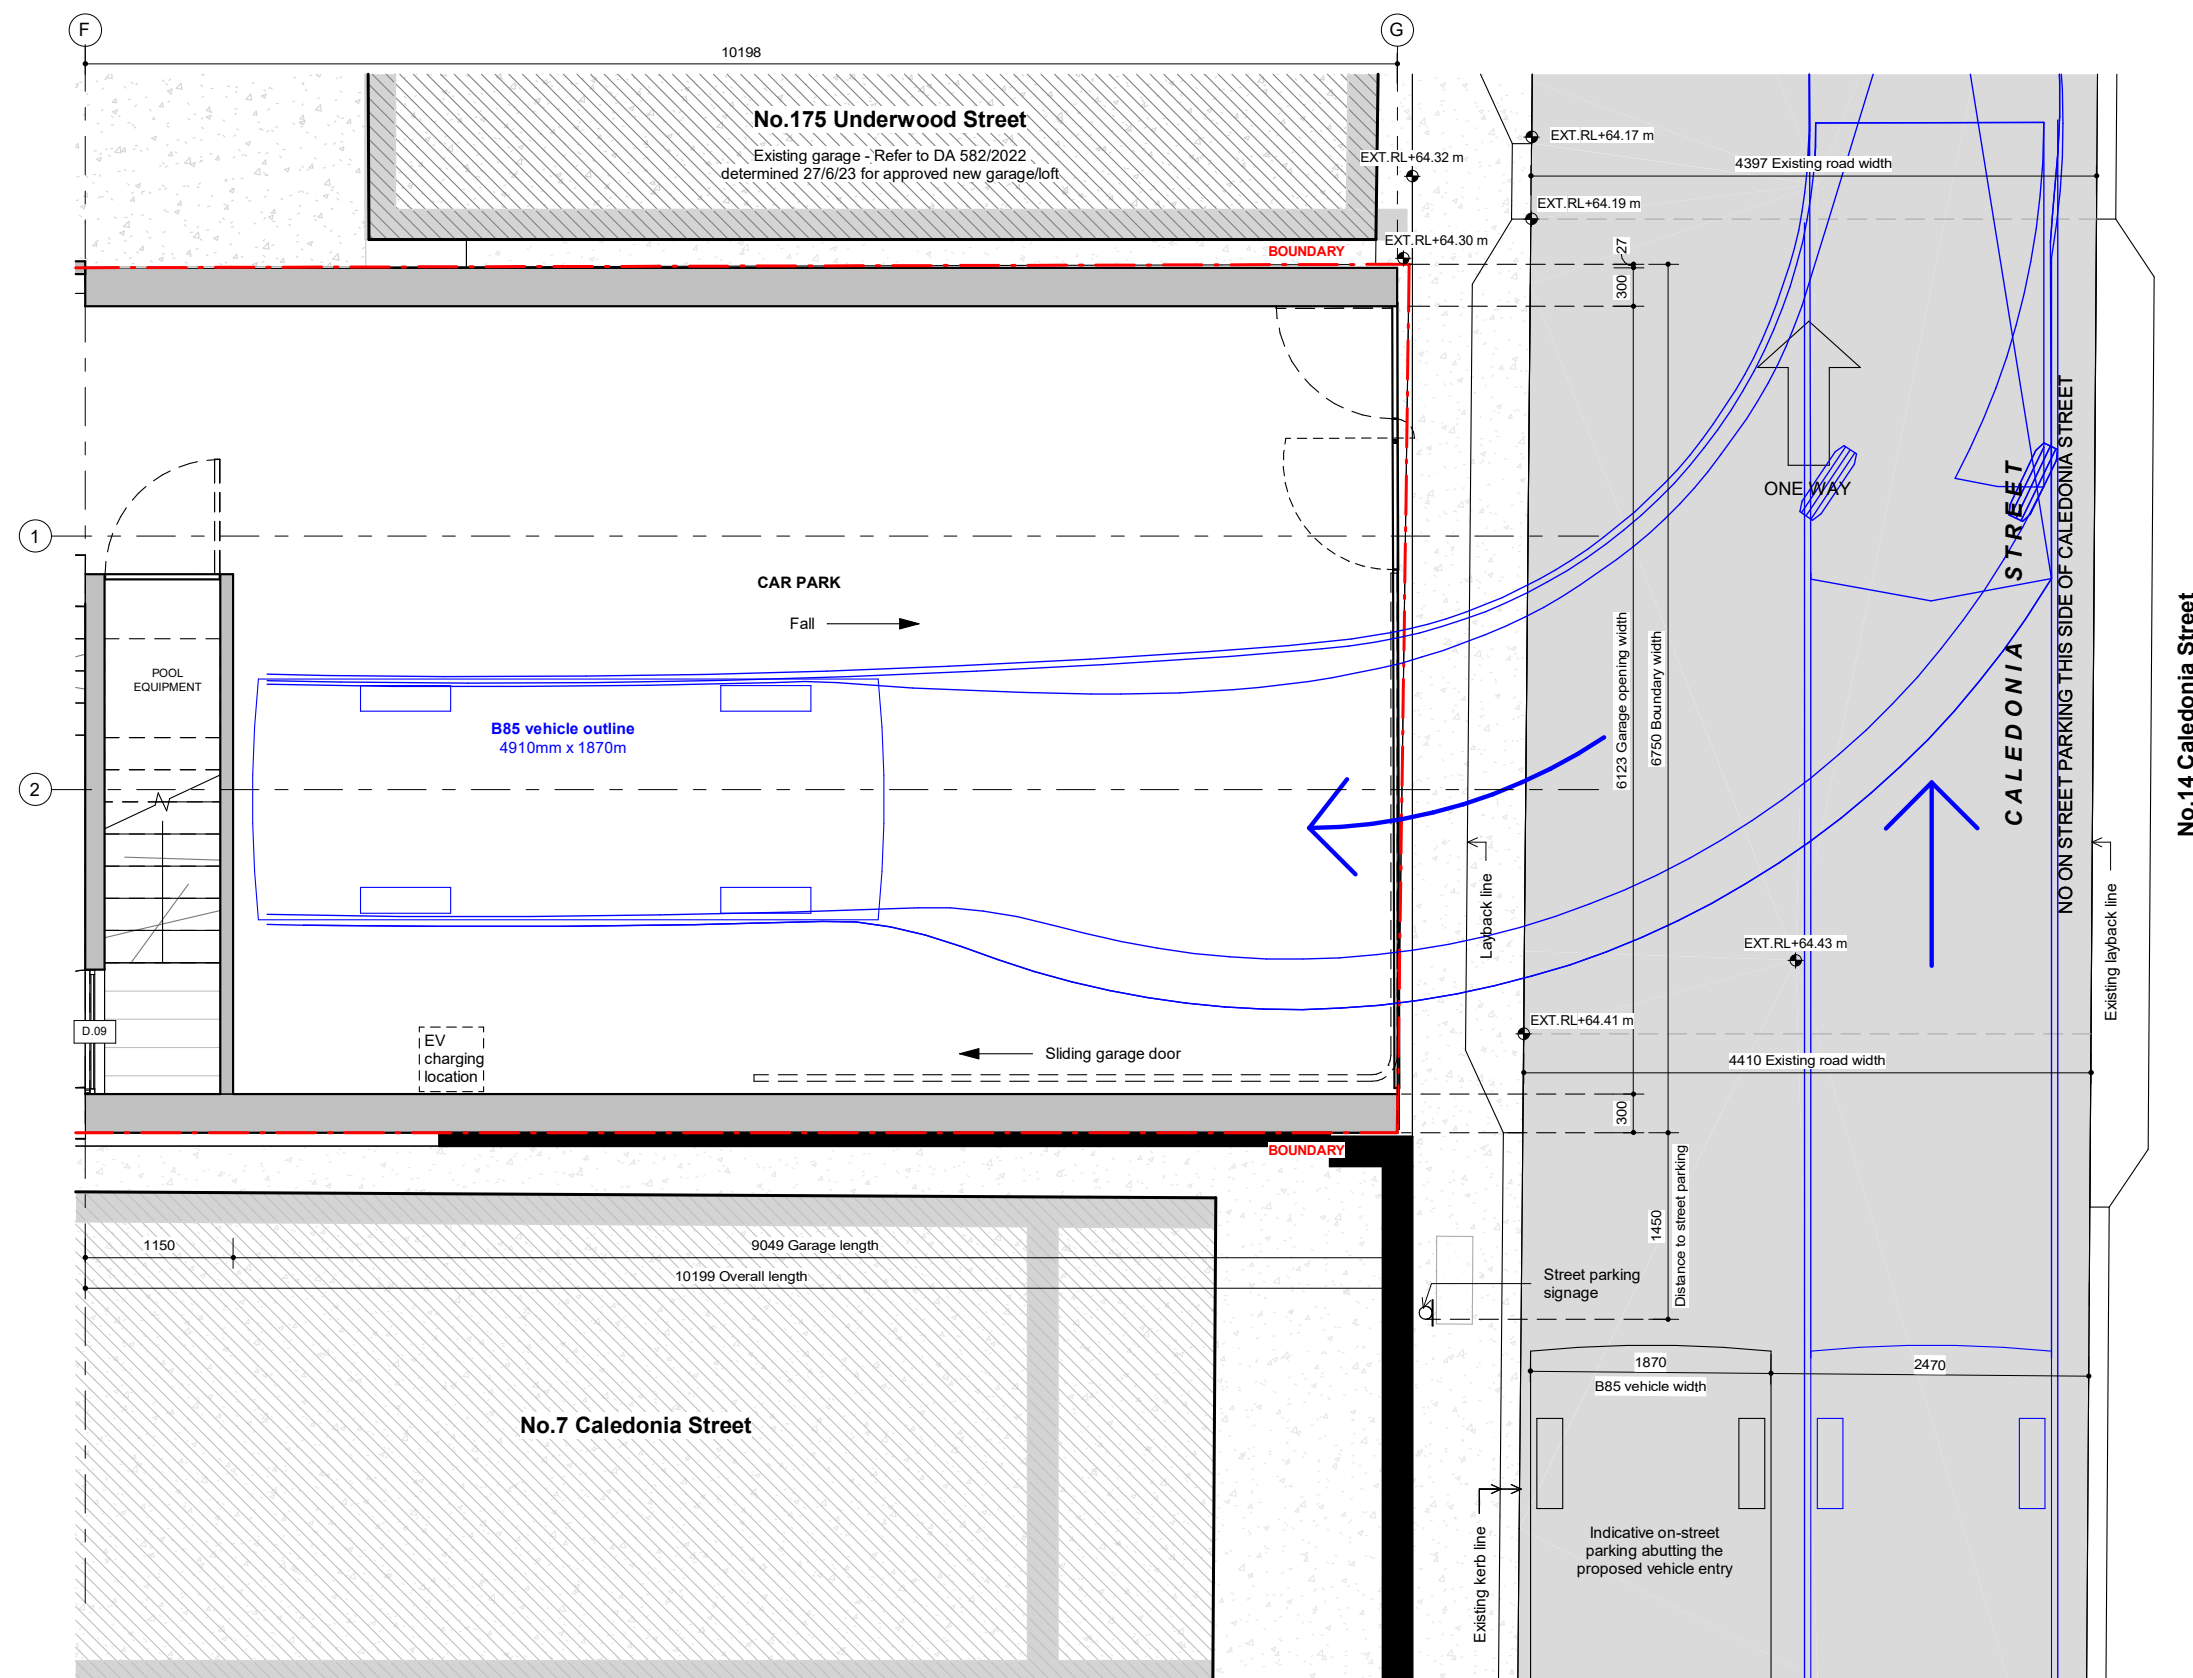 F
G
10198
No.175 Underwood Street
Existing garage - Refer to DA 582/2022
determined 27/6/23 for approved new garage/loft
EXT.RL+64.17 m
EXT.RL+64.32 m
4397 Existing road width
EXT.RL+64.19 m
EXT.RL+64.30 m
BOUNDARY
27
300
ONE WAY
1
CAR PARK
Fall
POOL
EQUIPMENT
B85 vehicle outline
4910mm x 1870m
2
6123 Garage opening width
6750 Boundary width
CALEDONIA STREET
NO ON STREET PARKING THIS SIDE OF CALEDONIA STREET
No.14 Caledonia Street
Layback line
Existing layback line
EXT.RL+64.43 m
EXT.RL+64.41 m
D.09
EV
charging
location
Sliding garage door
4410 Existing road width
300
BOUNDARY
1150
9049 Garage length
10199 Overall length
1450
Distance to street parking
Street parking
signage
1870
B85 vehicle width
2470
No.7 Caledonia Street
Existing kerb line
Indicative on-street
parking abutting the
proposed vehicle entry